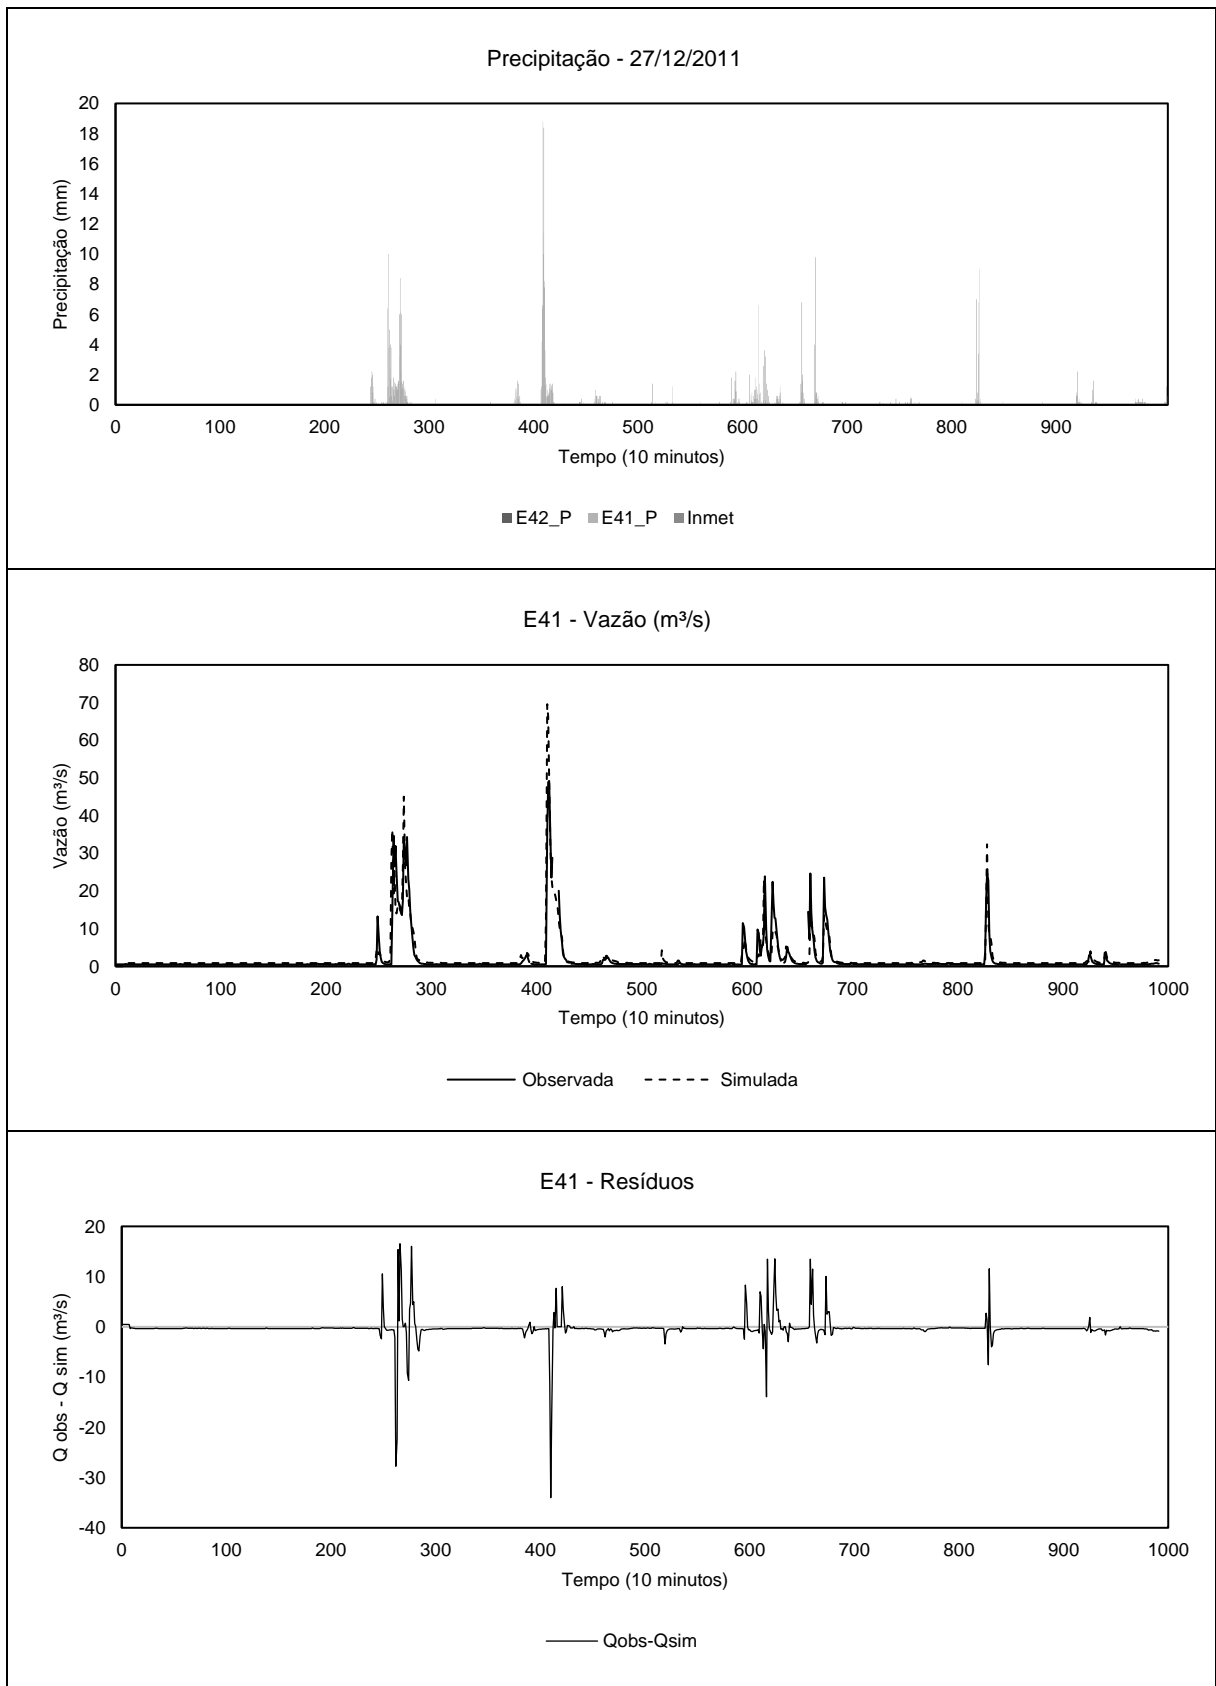 Precipitação - 27/12/2011
20
18
16
14
12
10
8
6
4
2
0
Precipitação (mm)
0 100 200 300 400 500 600 700 800 900
Tempo (10 minutos)
E42_P E41_P Inmet
E41 - Vazão (m³/s)
80
70
60
50
40
30
20
10
0
Vazão (m³/s)
0 100 200 300 400 500 600 700 800 900 1000
Tempo (10 minutos)
Observada Simulada
E41 - Resíduos
20
10
0
-10
-20
-30
-40
Q obs - Q sim (m³/s)
0 100 200 300 400 500 600 700 800 900 1000
Tempo (10 minutos)
Qobs-Qsim